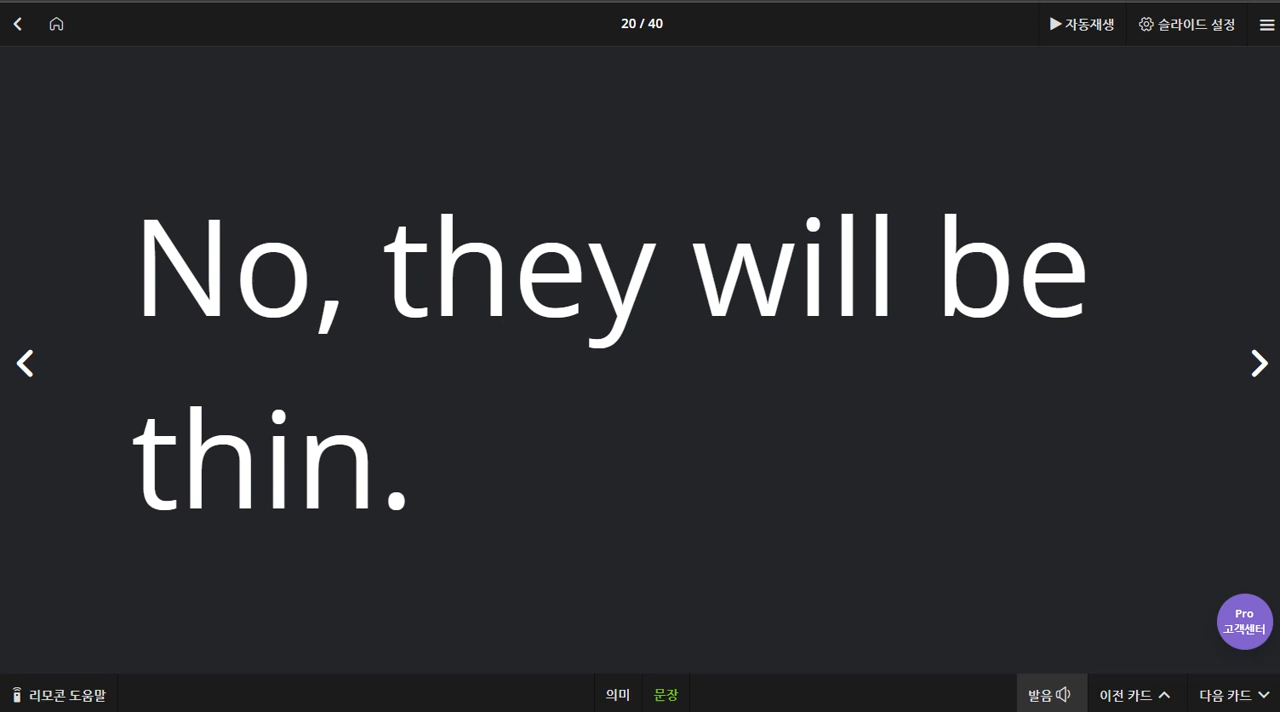 20 / 40
자동재생
슬라이드 설정
No, they will be
thin.
Pro
고객센터
리모콘 도움말
의미
문장
발음
이전 카드
다음 카드